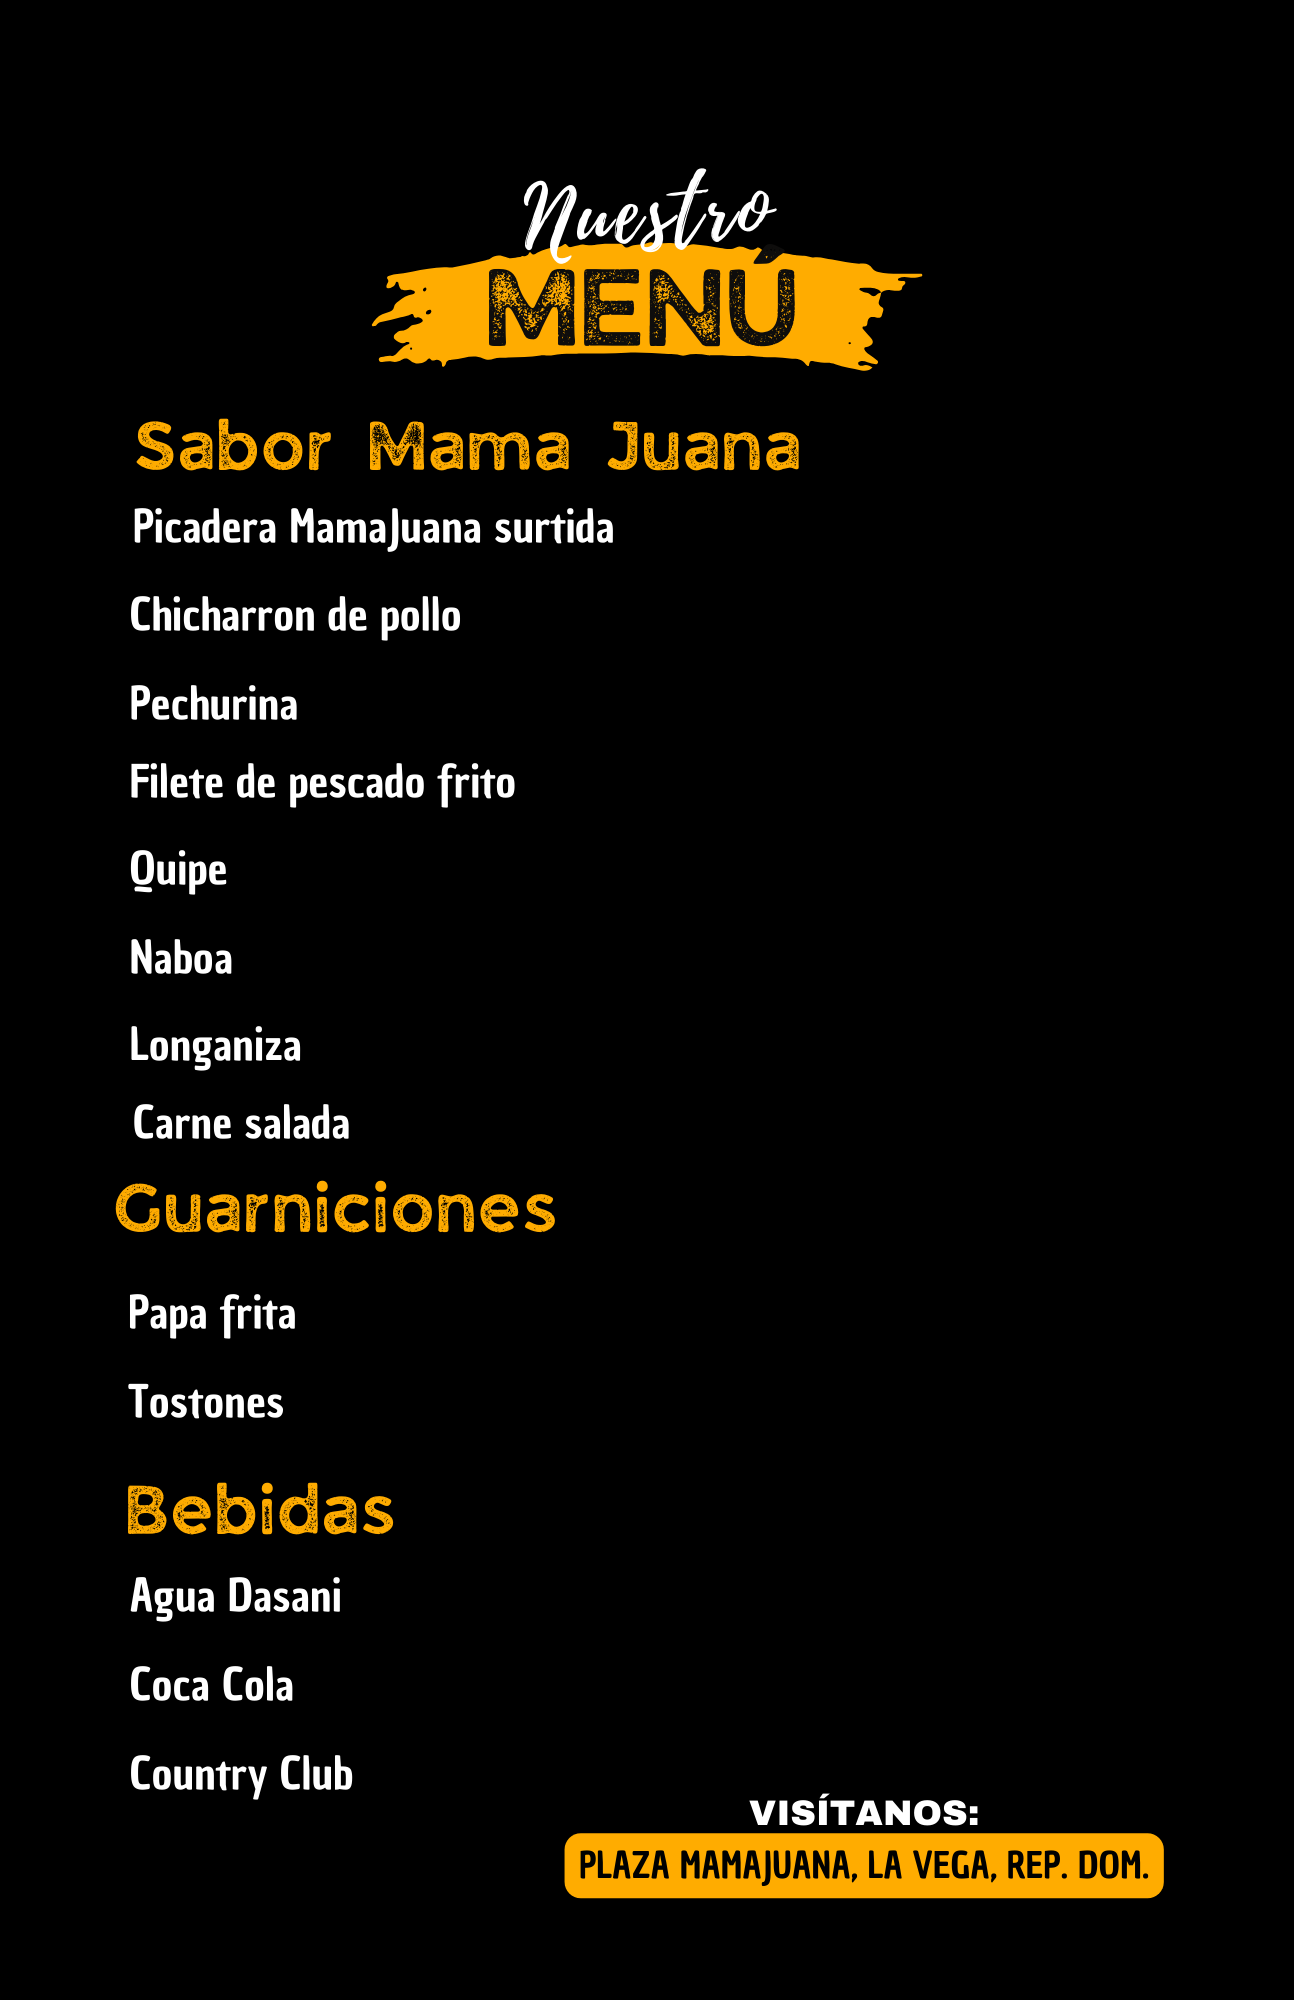 Nuestro
MENÚ
Sabor Mama Juana
Picadera MamaJuana surtida
Chicharron de pollo
Pechurina
Filete de pescado frito
Quipe
Naboa
Longaniza
Carne salada
Guarniciones
Papa frita
Tostones
Bebidas
Agua Dasani
Coca Cola
Country Club
VISÍTANOS:
PLAZA MAMAJUANA, LA VEGA, REP. DOM.